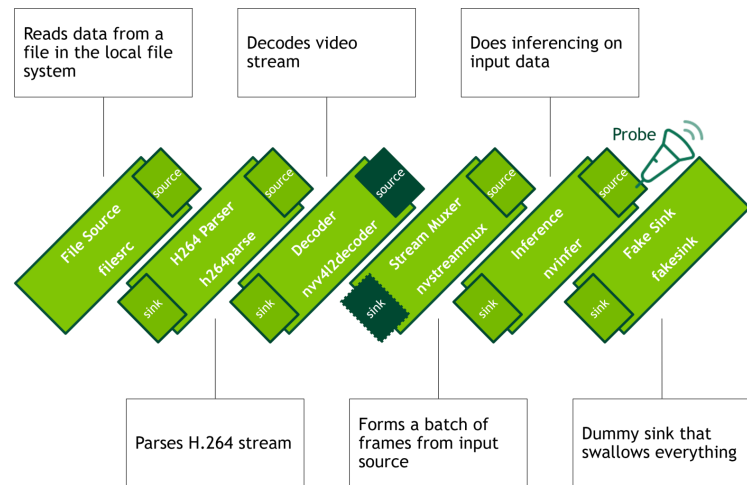 Reads data from a
file in the local file
system
Decodes video
stream
Does inferencing on
input data
Probe
source
source
source
source
source
File Source
filesrc
H264 Parser
h264parse
Decoder
nvv4l2decoder
Stream Muxer
nvstreammux
Inference
nvinfer
Fake Sink
fakesink
sink
sink
sink
sink
sink
Parses H.264 stream
Forms a batch of
frames from input
source
Dummy sink that
swallows everything